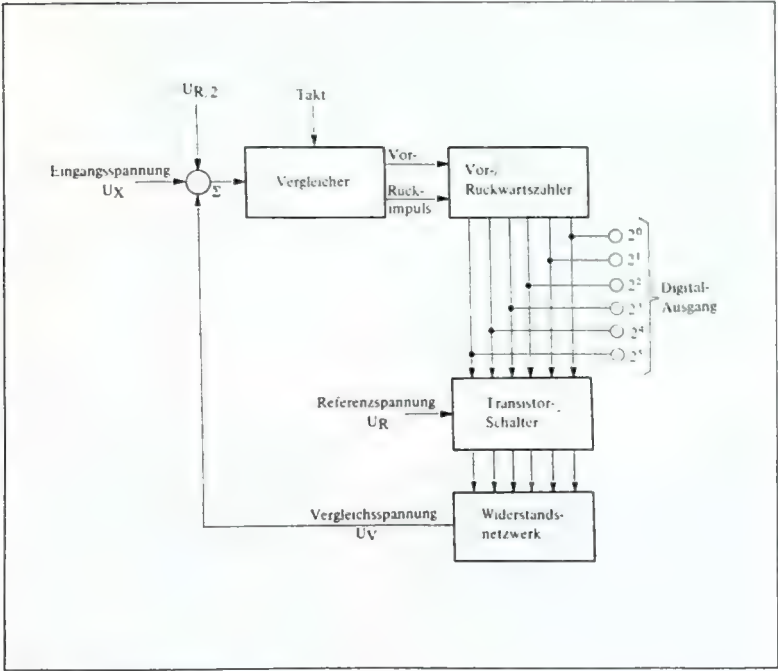 UR/2
Takt
Eingangsspannung
UX
Σ
Vergleicher
Vor-
Rück-
impuls
Vor-/
Rückwärtszähler
2⁰
2¹
2²
2³
2⁴
2⁵
Digital-
Ausgang
Referenzspannung
UR
Transistor-
Schalter
Vergleichsspannung
UV
Widerstands-
netzwerk